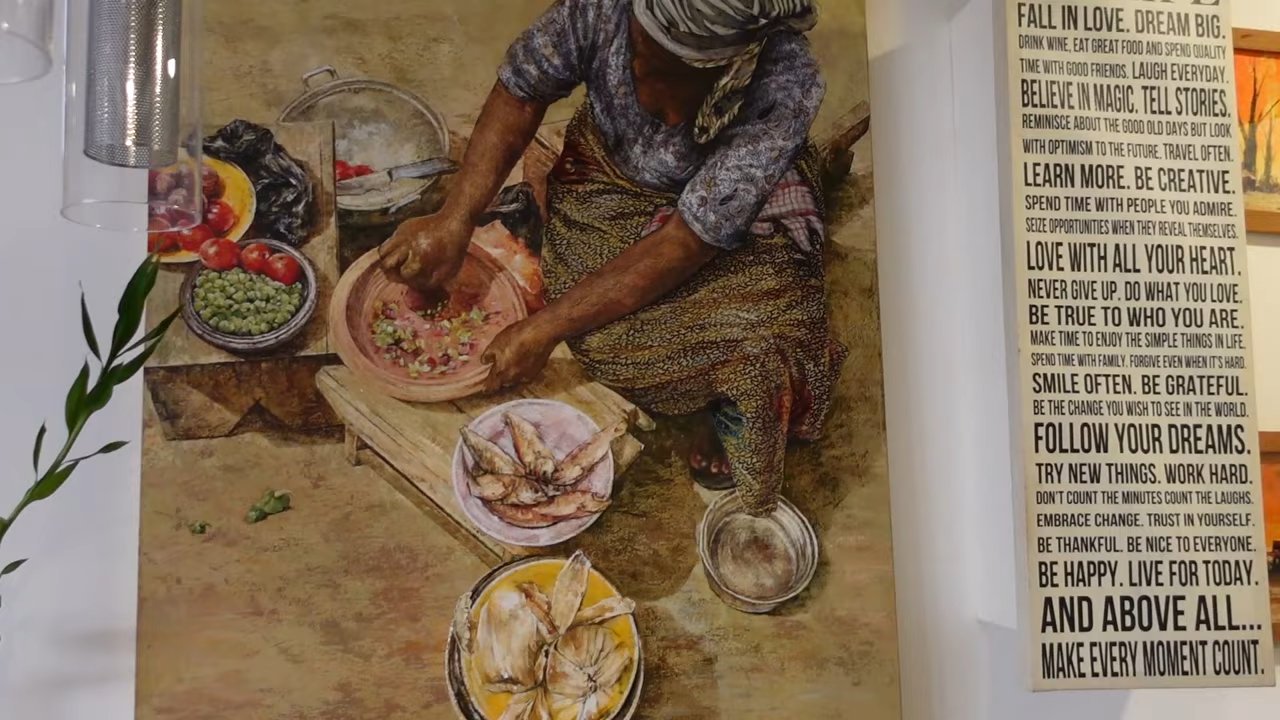 FALL IN LOVE. DREAM BIG.
DRINK WINE, EAT GREAT FOOD AND SPEND QUALITY
TIME WITH GOOD FRIENDS. LAUGH EVERYDAY.
BELIEVE IN MAGIC. TELL STORIES.
REMINISCE ABOUT THE GOOD OLD DAYS BUT LOOK
WITH OPTIMISM TO THE FUTURE. TRAVEL OFTEN.
LEARN MORE. BE CREATIVE.
SPEND TIME WITH PEOPLE YOU ADMIRE.
SEIZE OPPORTUNITIES WHEN THEY REVEAL THEMSELVES.
LOVE WITH ALL YOUR HEART.
NEVER GIVE UP. DO WHAT YOU LOVE.
BE TRUE TO WHO YOU ARE.
MAKE TIME TO ENJOY THE SIMPLE THINGS IN LIFE.
SPEND TIME WITH FAMILY. FORGIVE EVEN WHEN IT'S HARD.
SMILE OFTEN. BE GRATEFUL.
BE THE CHANGE YOU WISH TO SEE IN THE WORLD.
FOLLOW YOUR DREAMS.
TRY NEW THINGS. WORK HARD.
DON'T COUNT THE MINUTES COUNT THE LAUGHS.
EMBRACE CHANGE. TRUST IN YOURSELF.
BE THANKFUL. BE NICE TO EVERYONE.
BE HAPPY. LIVE FOR TODAY.
AND ABOVE ALL...
MAKE EVERY MOMENT COUNT.